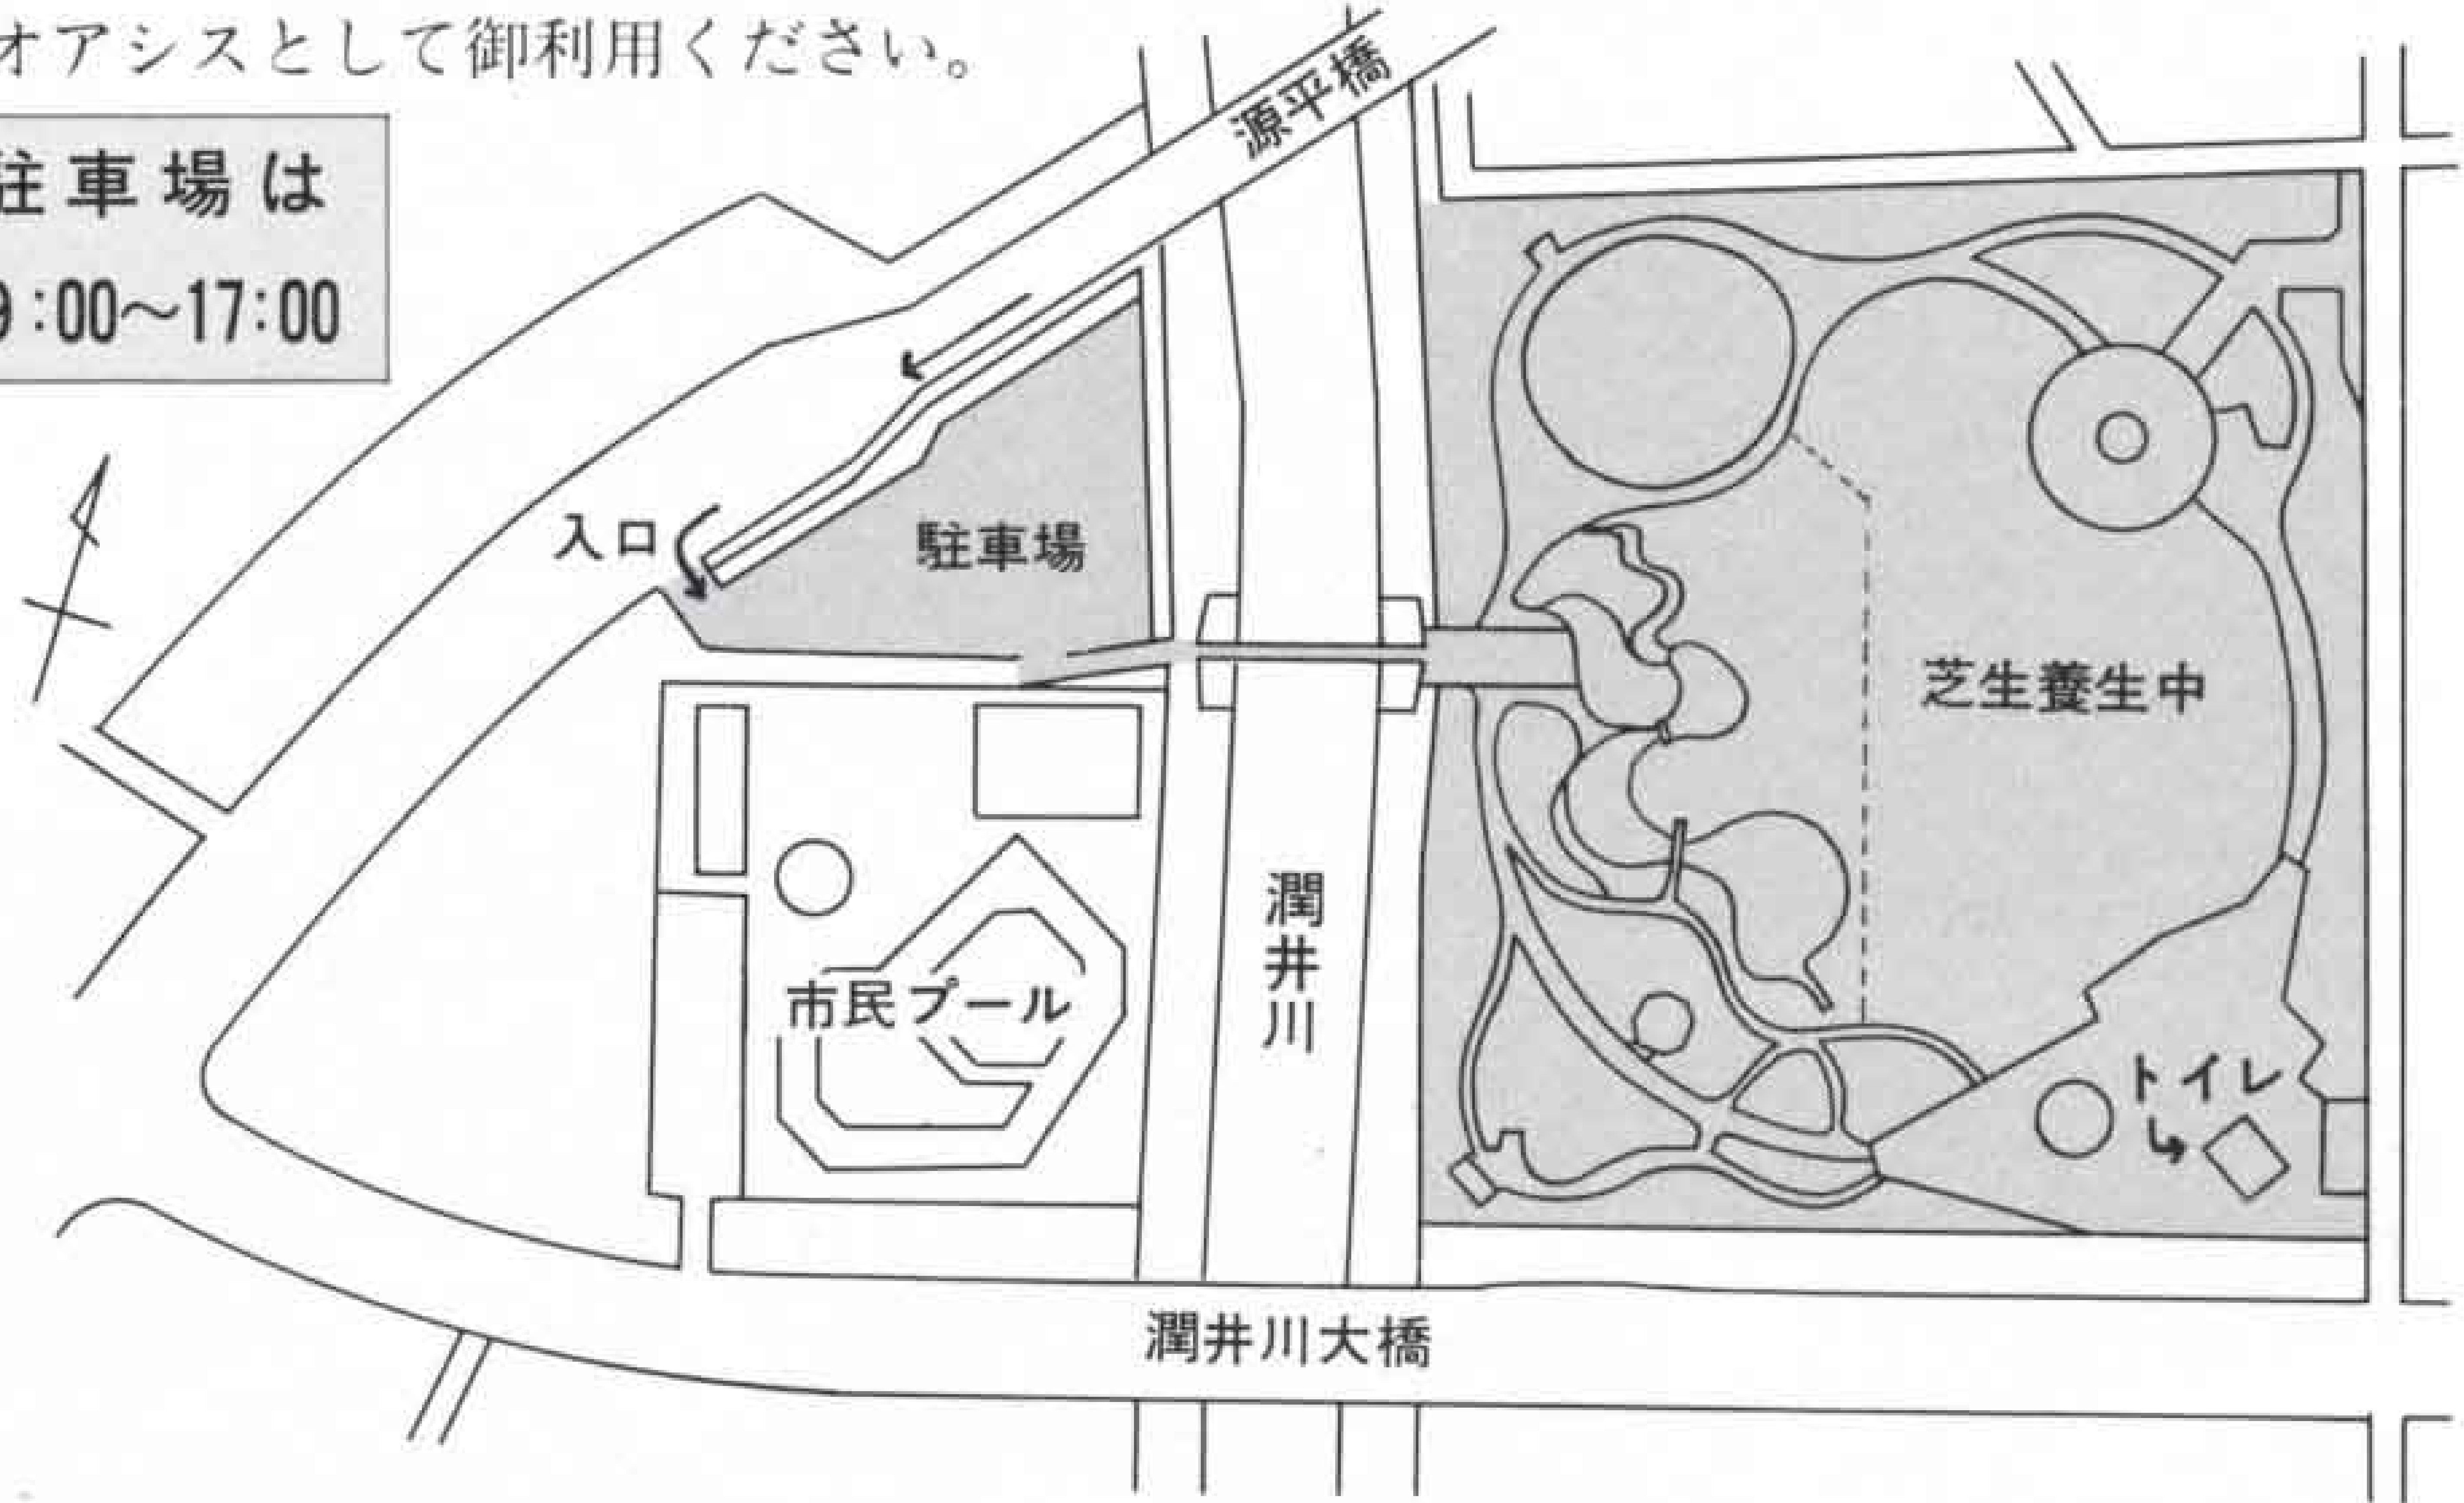 オアシスとして御利用ください。
駐車場は
9:00～17:00
源平橋
入口
駐車場
芝生養生中
潤井川
市民プール
トイレ
潤井川大橋